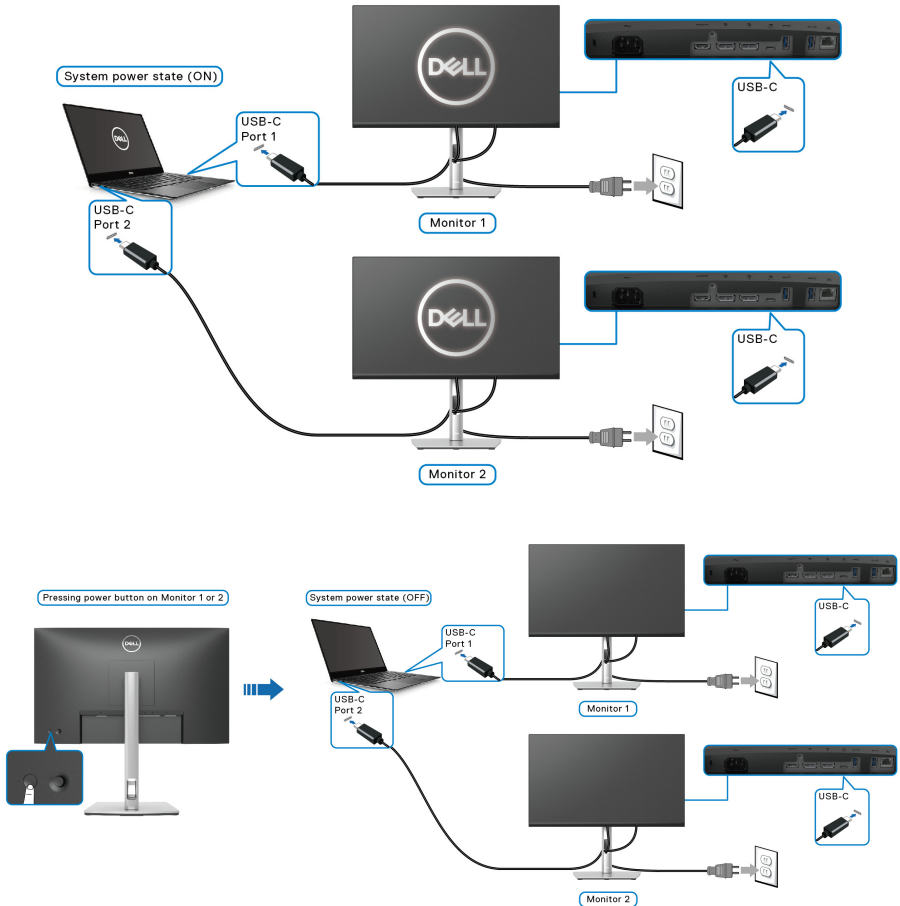 System power state (ON)
DELL
USB-C
Port 1
DELL
USB-C
Monitor 1
USB-C
Port 2
DELL
USB-C
Monitor 2
Pressing power button on Monitor 1 or 2
System power state (OFF)
DELL
USB-C
Port 1
USB-C
Monitor 1
USB-C
Port 2
USB-C
Monitor 2